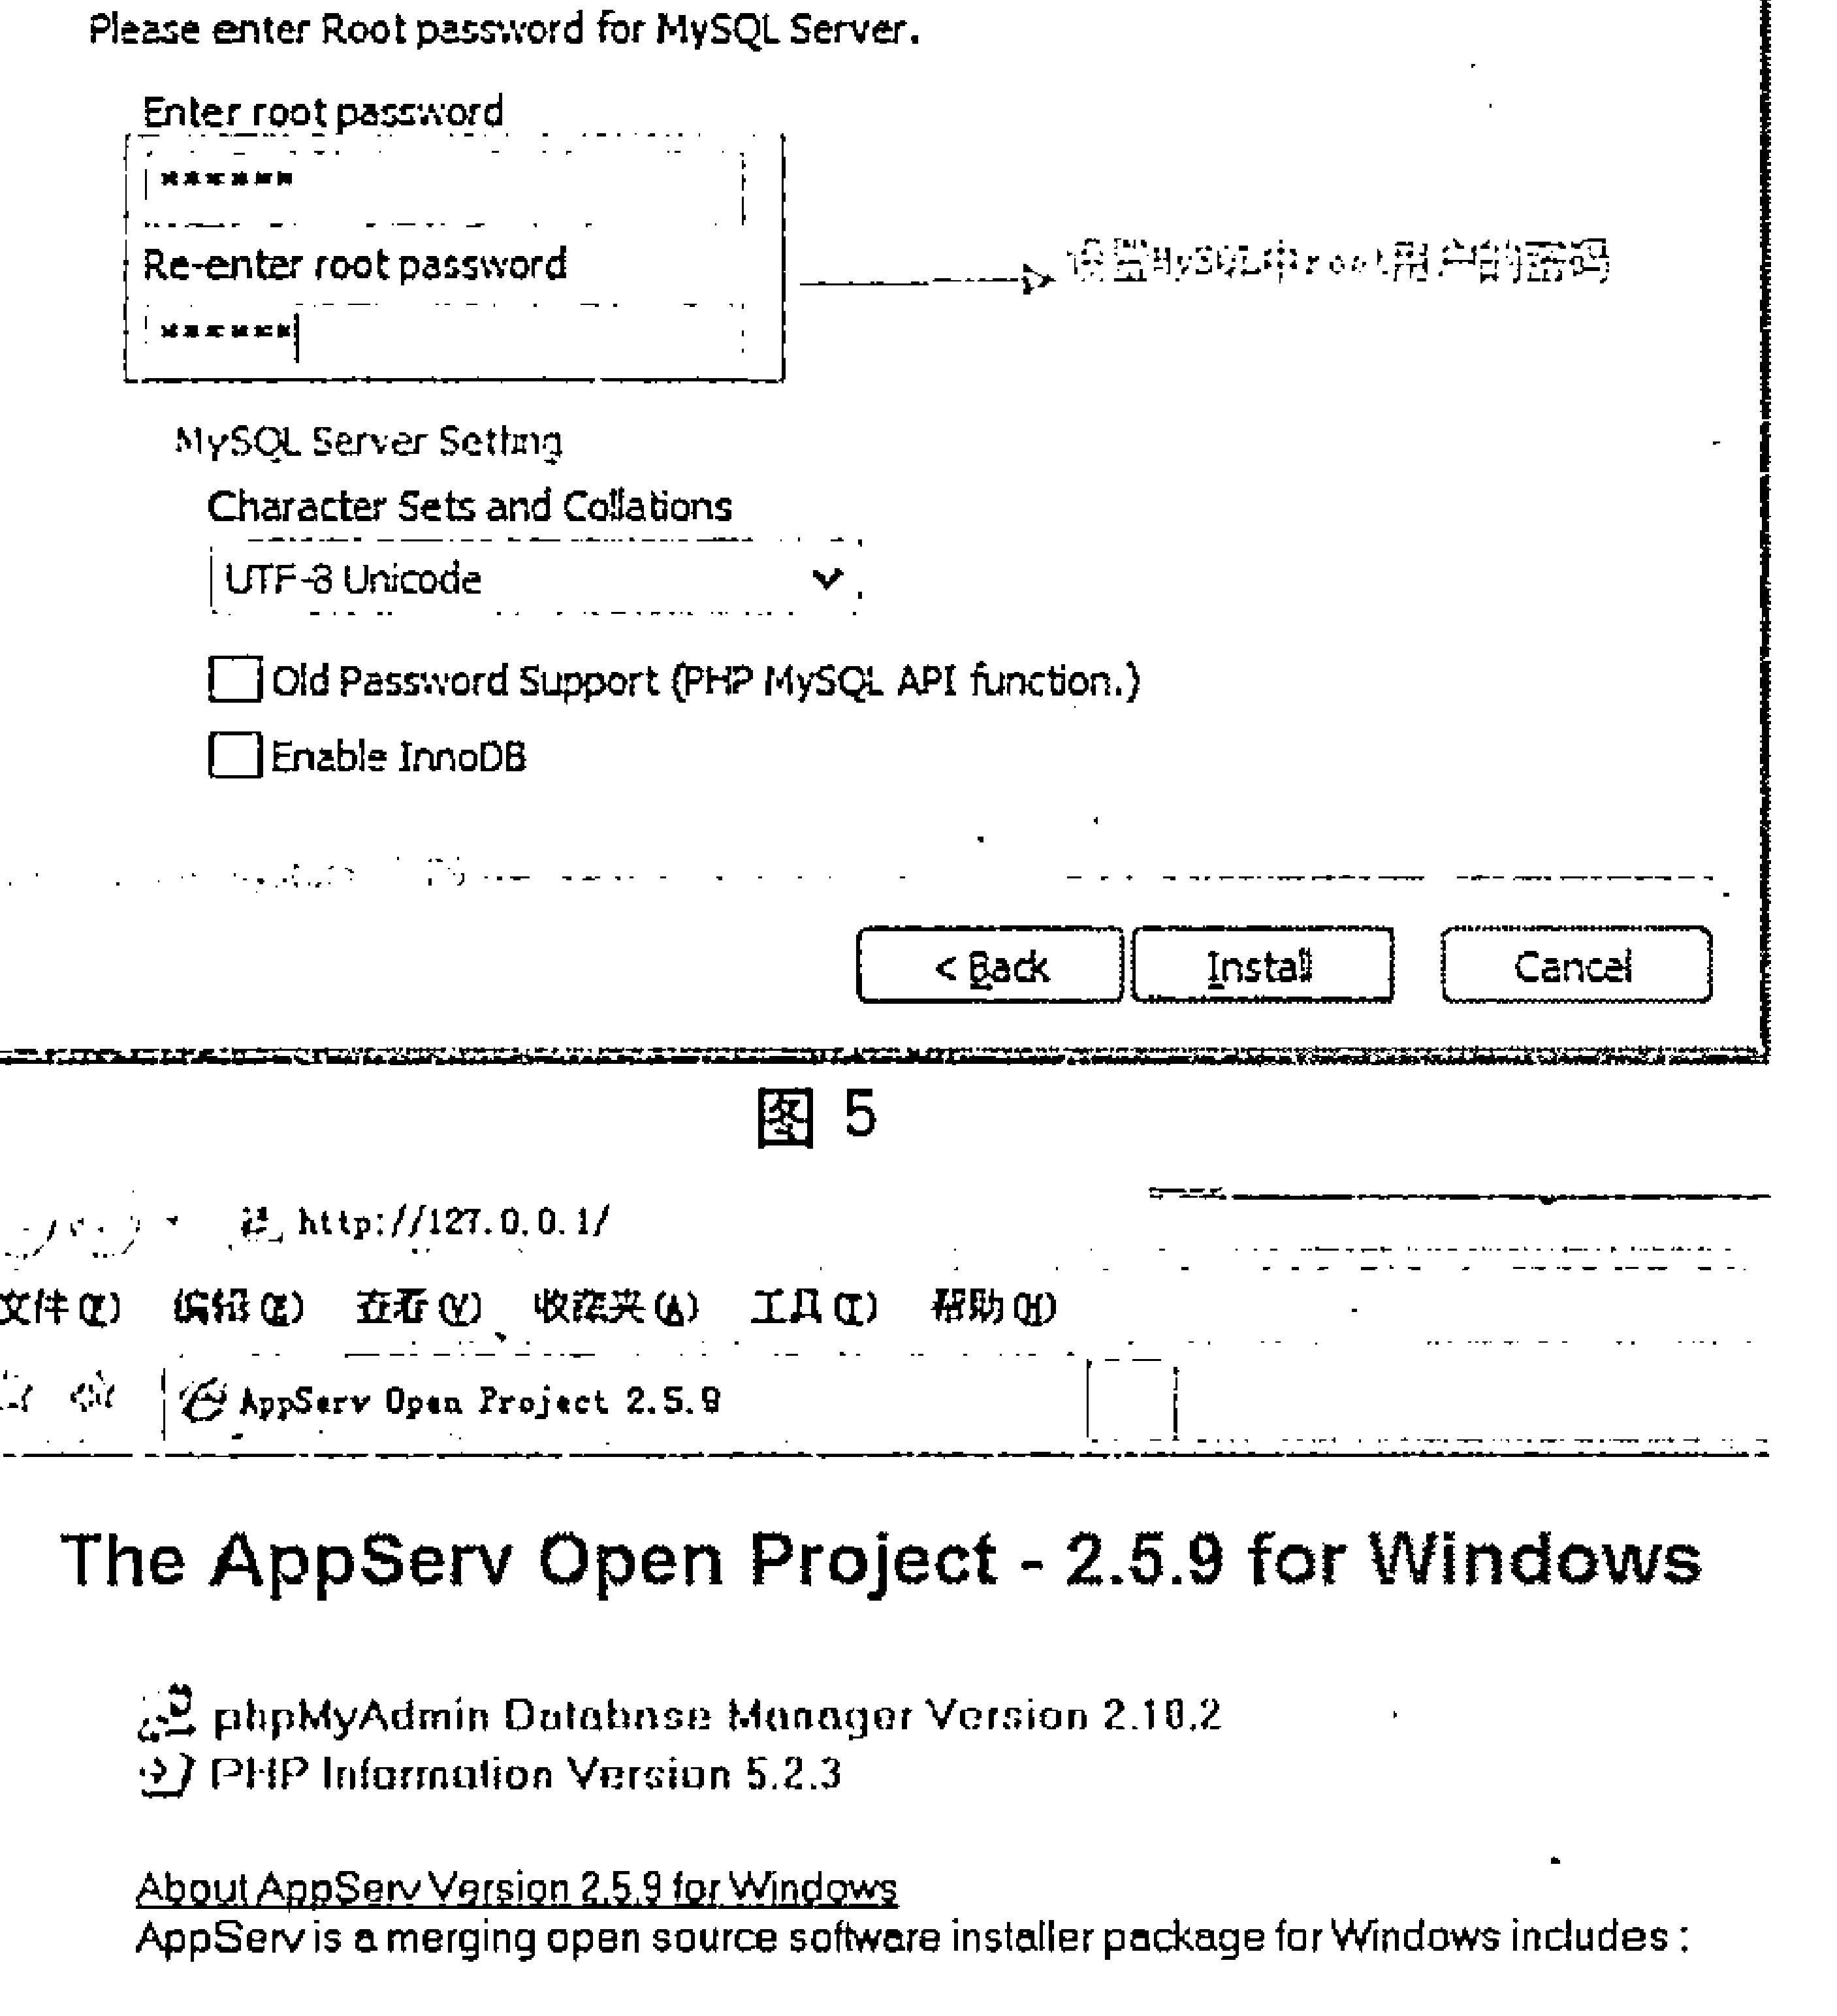 Please enter Root password for MySQL Server.
Enter root password
******
Re-enter root password
******
设置MySQL中root用户的密码
MySQL Server Setting
Character Sets and Collations
UTF-8 Unicode
Old Password Support (PHP MySQL API function.)
Enable InnoDB
< Back
Install
Cancel
图 5
http://127.0.0.1/
文件(F) 编辑(E) 查看(V) 收藏夹(A) 工具(T) 帮助(H)
AppServ Open Project 2.5.9
The AppServ Open Project - 2.5.9 for Windows
phpMyAdmin Database Manager Version 2.10.2
PHP Information Version 5.2.3
About AppServ Version 2.5.9 for Windows
AppServ is a merging open source software installer package for Windows includes :